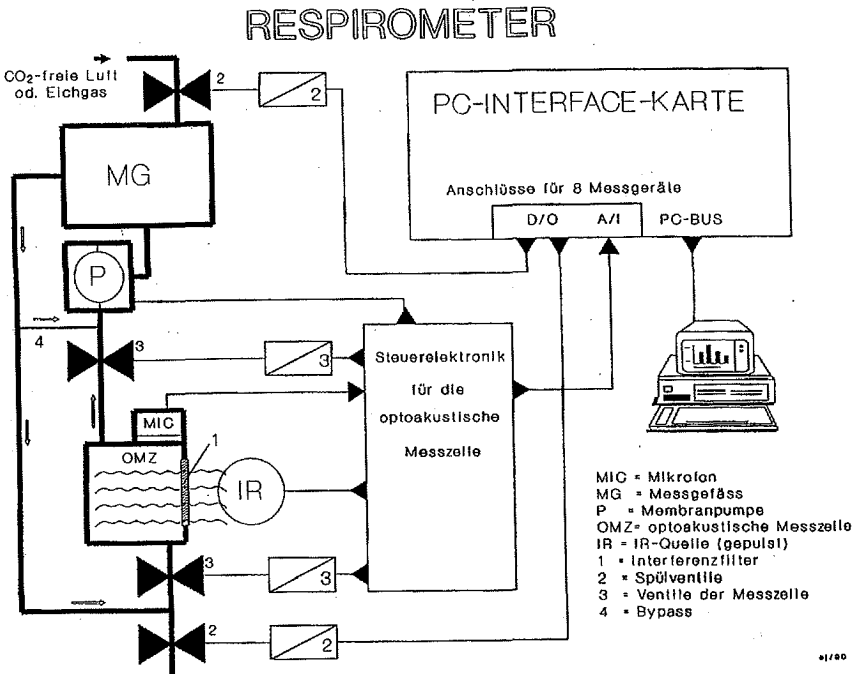 RESPIROMETER
CO₂-freie Luft
od. Eichgas
2
2
PC-INTERFACE-KARTE
MG
Anschlüsse für 8 Messgeräte
D/O A/I PC-BUS
P
4
3
3
Steuerelektronik
für die
optoakustische
Messzelle
MIC
OMZ
1
IR
3
3
2
2
MIC = Mikrofon
MG = Messgefäss
P = Membranpumpe
OMZ= optoakustische Messzelle
IR = IR-Quelle (gepulst)
1 = Interferenzfilter
2 = Spülventile
3 = Ventile der Messzelle
4 = Bypass